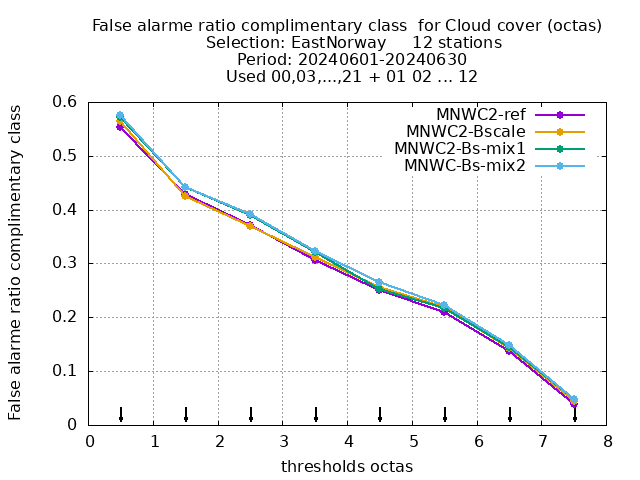 False alarme ratio complimentary class  for Cloud cover (octas)
Selection: EastNorway     12 stations
Period: 20240601-20240630
Used 00,03,...,21 + 01 02 ... 12
False alarme ratio complimentary class
0.6
0.5
0.4
0.3
0.2
0.1
0
MNWC2-ref
MNWC2-Bscale
MNWC2-Bs-mix1
MNWC-Bs-mix2
0 1 2 3 4 5 6 7 8
thresholds octas